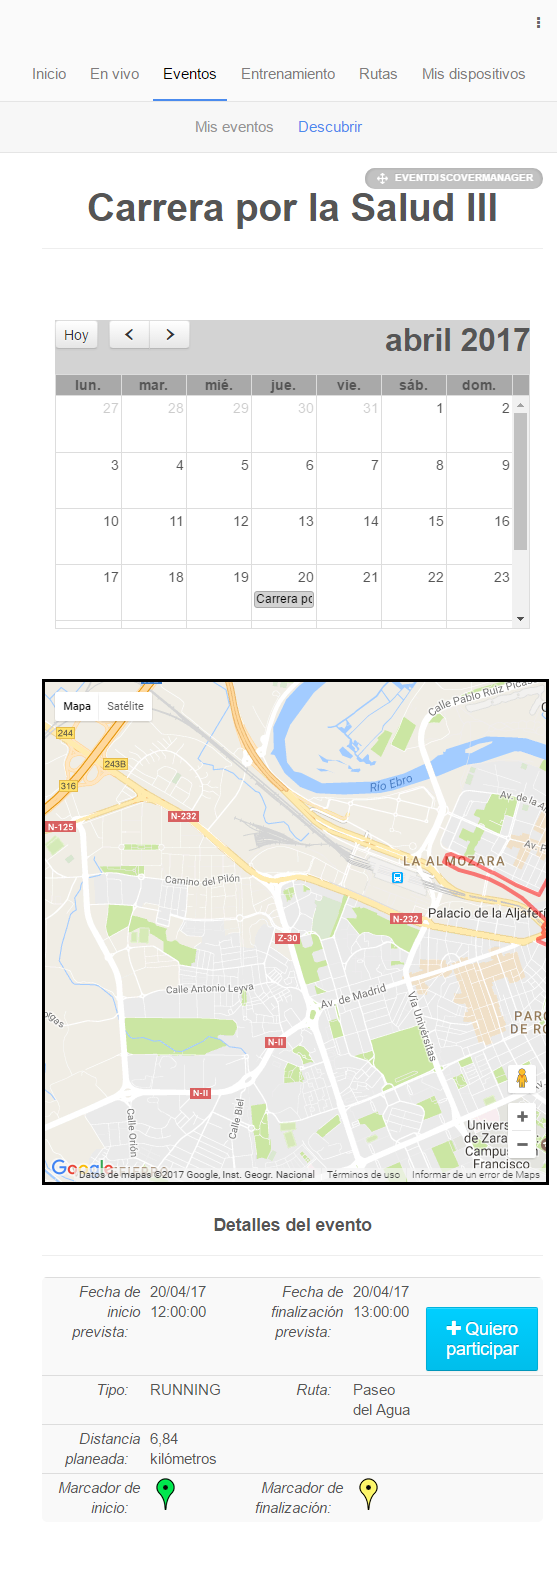 Inicio En vivo Eventos Entrenamiento Rutas Mis dispositivos
Mis eventos Descubrir
EVENTDISCOVERMANAGER
Carrera por la Salud III
Hoy
abril 2017
lun. mar. mié. jue. vie. sáb. dom.
27 28 29 30 31 1 2
3 4 5 6 7 8 9
10 11 12 13 14 15 16
17 18 19 20 21 22 23
Carrera po
Mapa Satélite
Calle Pablo Ruiz Picas
244
243B
316
Río Ebro
N-125
N-232
Av. de la A
Av. P
LA ALMOZARA
Camino del Pilón
N-232
Palacio de la Aljaferí
Z-30
Calle Antonio Leyva
Av. de Madrid
Vía Univérsitas
PARQ
DE RO
N-II
N-II
Calle Orión
Calle Biel
Univers
de Zara
Campus
Francisco
Google
Datos de mapas ©2017 Google, Inst. Geogr. Nacional Términos de uso Informar de un error de Maps
Detalles del evento
Fecha de inicio prevista: 20/04/17 12:00:00
Fecha de finalización prevista: 20/04/17 13:00:00
Quiero participar
Tipo: RUNNING Ruta: Paseo del Agua
Distancia planeada: 6,84 kilómetros
Marcador de inicio: Marcador de finalización: